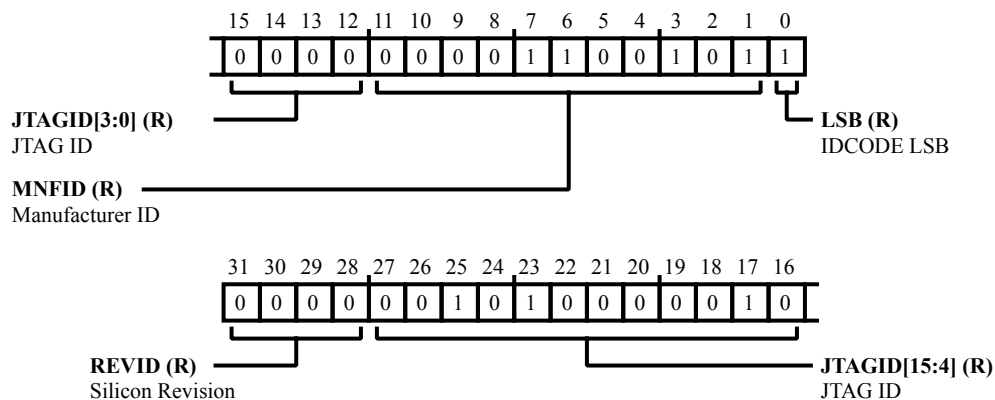 15 14 13 12 11 10 9 8 7 6 5 4 3 2 1 0
0 0 0 0 0 0 0 0 1 1 0 0 1 0 1 1
JTAGID[3:0] (R)
JTAG ID
LSB (R)
IDCODE LSB
MNFID (R)
Manufacturer ID
31 30 29 28 27 26 25 24 23 22 21 20 19 18 17 16
0 0 0 0 0 0 1 0 1 0 0 0 0 0 1 0
REVID (R)
Silicon Revision
JTAGID[15:4] (R)
JTAG ID